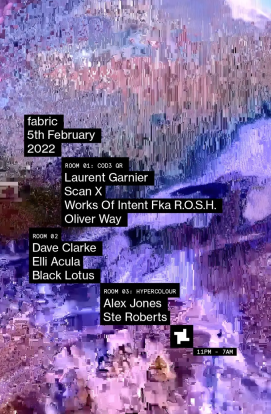 fabric
5th February
2022
ROOM 01: COD3 QR
Laurent Garnier
Scan X
Works Of Intent Fka R.O.S.H.
Oliver Way
ROOM 02
Dave Clarke
Elli Acula
Black Lotus
ROOM 03: HYPERCOLOUR
Alex Jones
Ste Roberts
11PM - 7AM